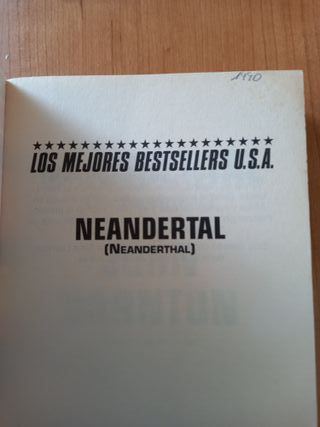 LOS MEJORES BESTSELLERS U.S.A.
NEANDERTAL
(NEANDERTHAL)